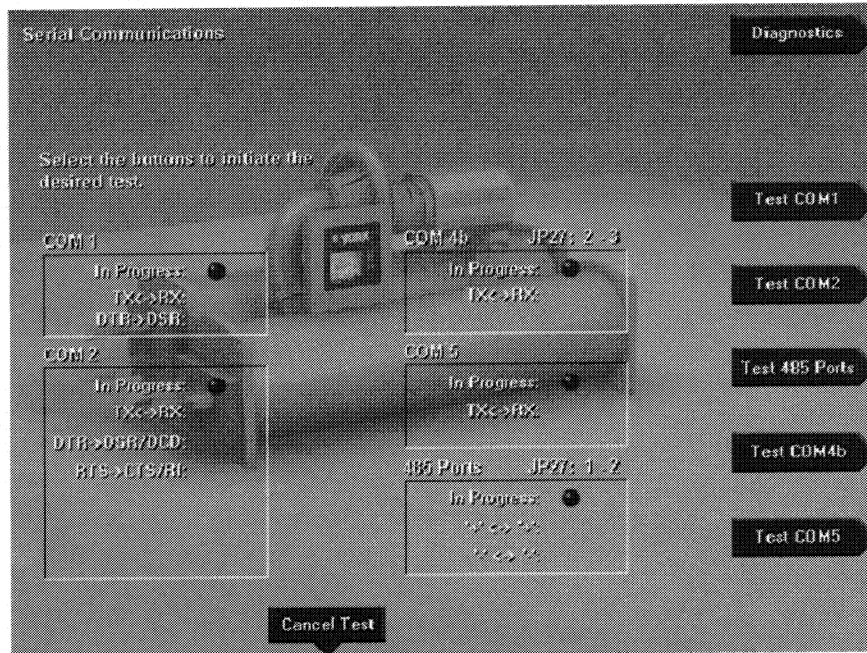 Serial Communications
Diagnostics
Select the buttons to initiate the
desired test.
Test COM1
Test COM2
Test 485 Ports
Test COM4b
Test COM5
COM 1
In Progress:
TX<->RX:
DTR->DSR:
COM 2
In Progress:
TX<->RX:
DTR->DSR/DCD:
RTS->CTS/RI:
COM 4b JP27: 2 - 3
In Progress:
TX<->RX:
COM 5
In Progress:
TX<->RX:
485 Ports JP27: 1 - 2
In Progress:
YORK
Cancel Test